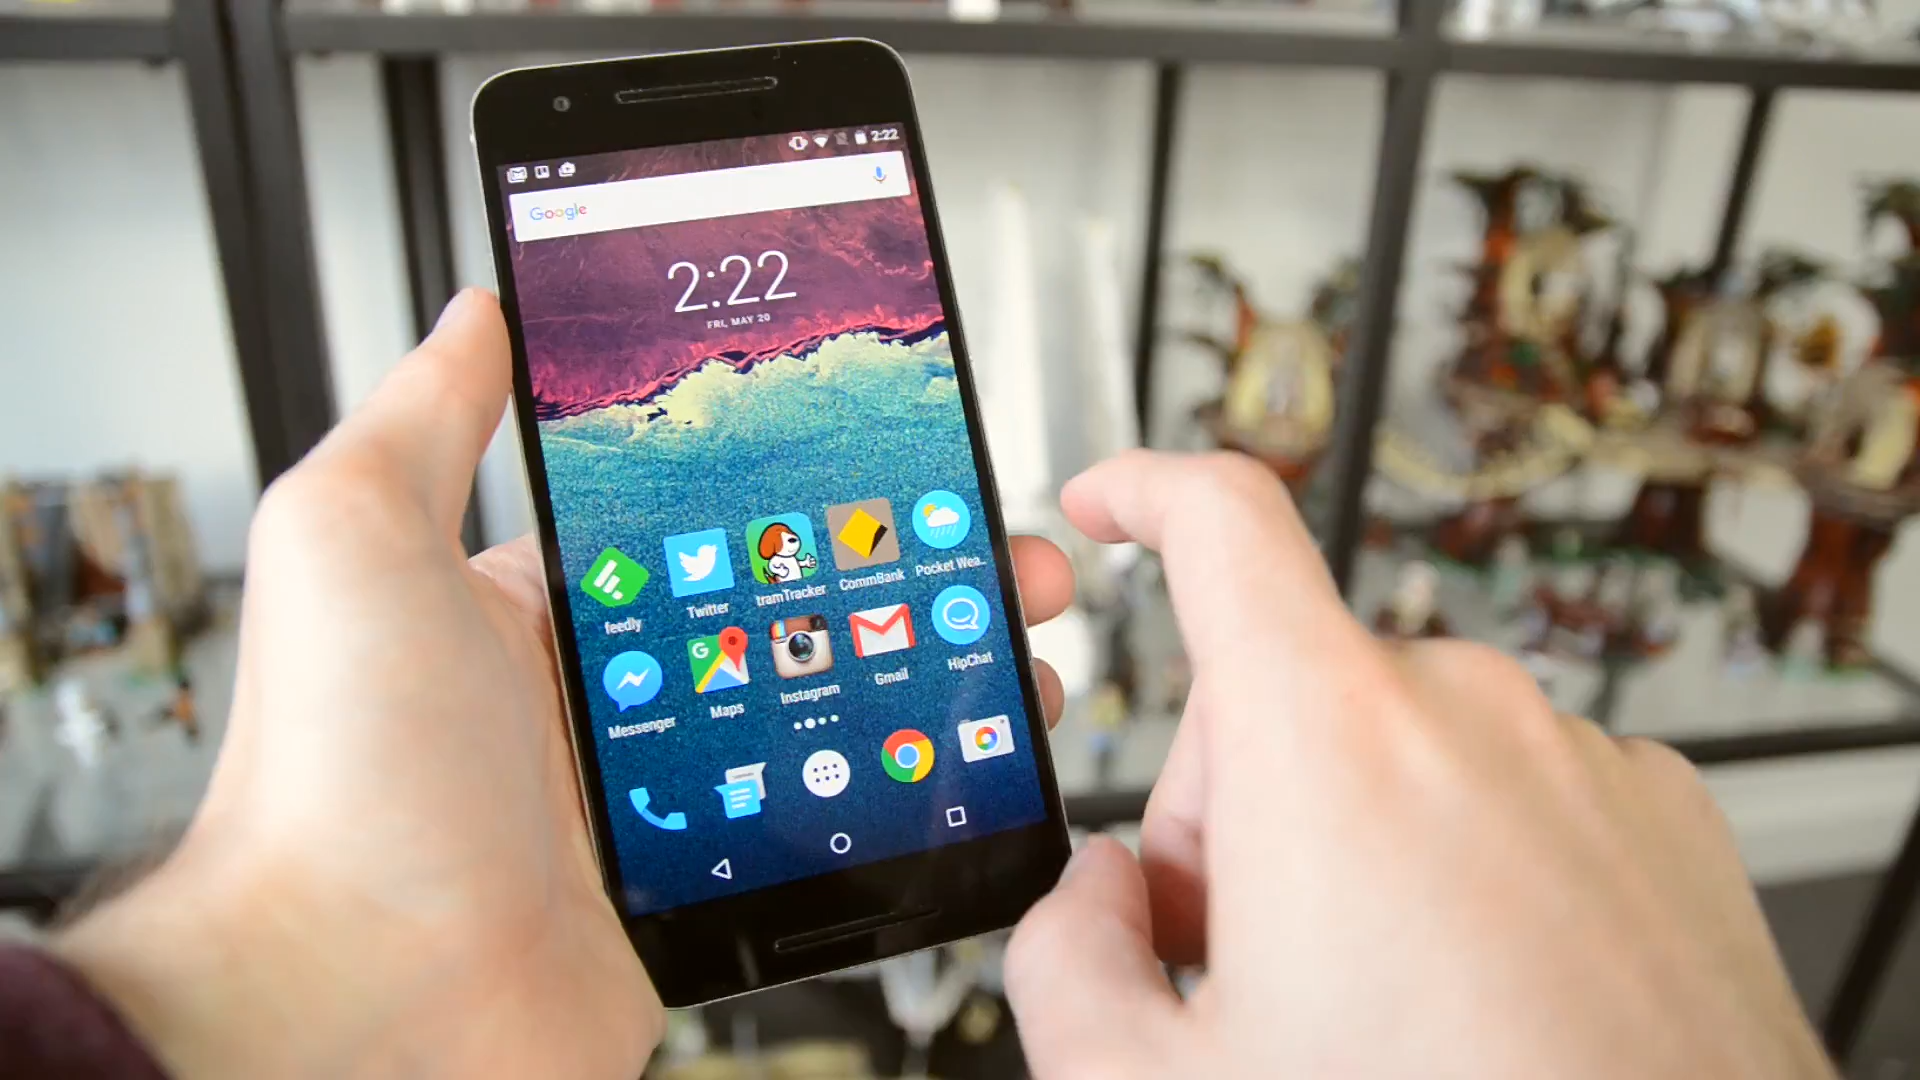 2:22
Google
2:22
FRI, MAY 20
feedly
Twitter
tramTracker
CommBank
Pocket Wea..
Messenger
G
Maps
Instagram
Gmail
HipChat